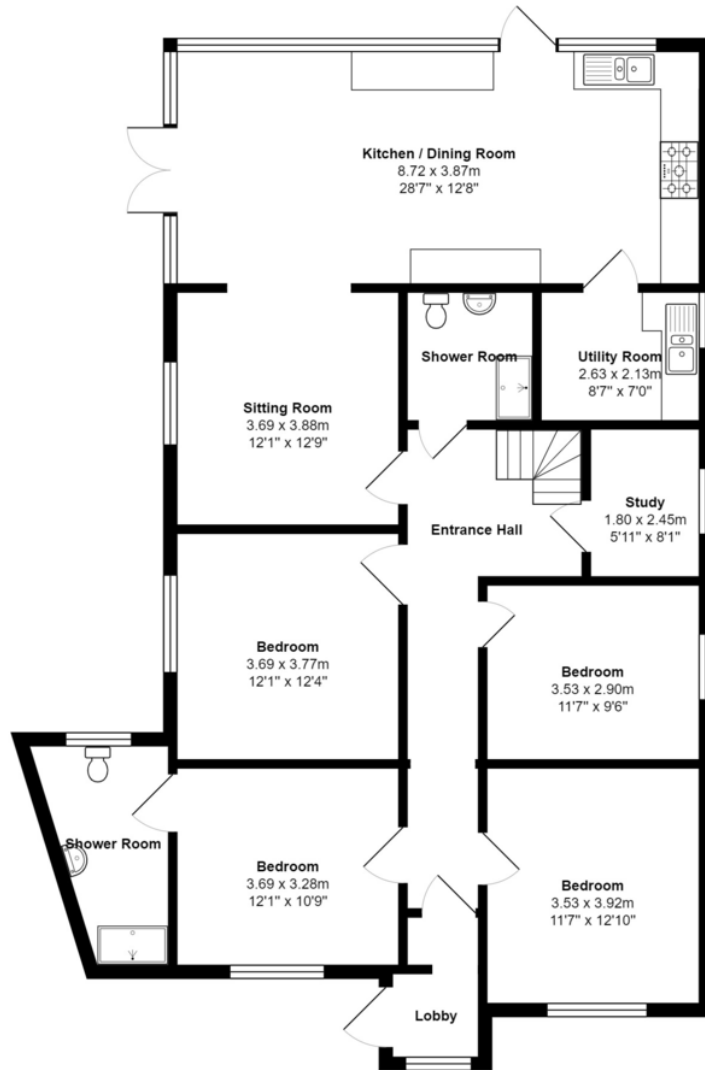 Kitchen / Dining Room
8.72 x 3.87m
28'7" x 12'8"
Shower Room
Utility Room
2.63 x 2.13m
8'7" x 7'0"
Sitting Room
3.69 x 3.88m
12'1" x 12'9"
Study
1.80 x 2.45m
5'11" x 8'1"
Entrance Hall
Bedroom
3.69 x 3.77m
12'1" x 12'4"
Bedroom
3.53 x 2.90m
11'7" x 9'6"
Shower Room
Bedroom
3.69 x 3.28m
12'1" x 10'9"
Bedroom
3.53 x 3.92m
11'7" x 12'10"
Lobby